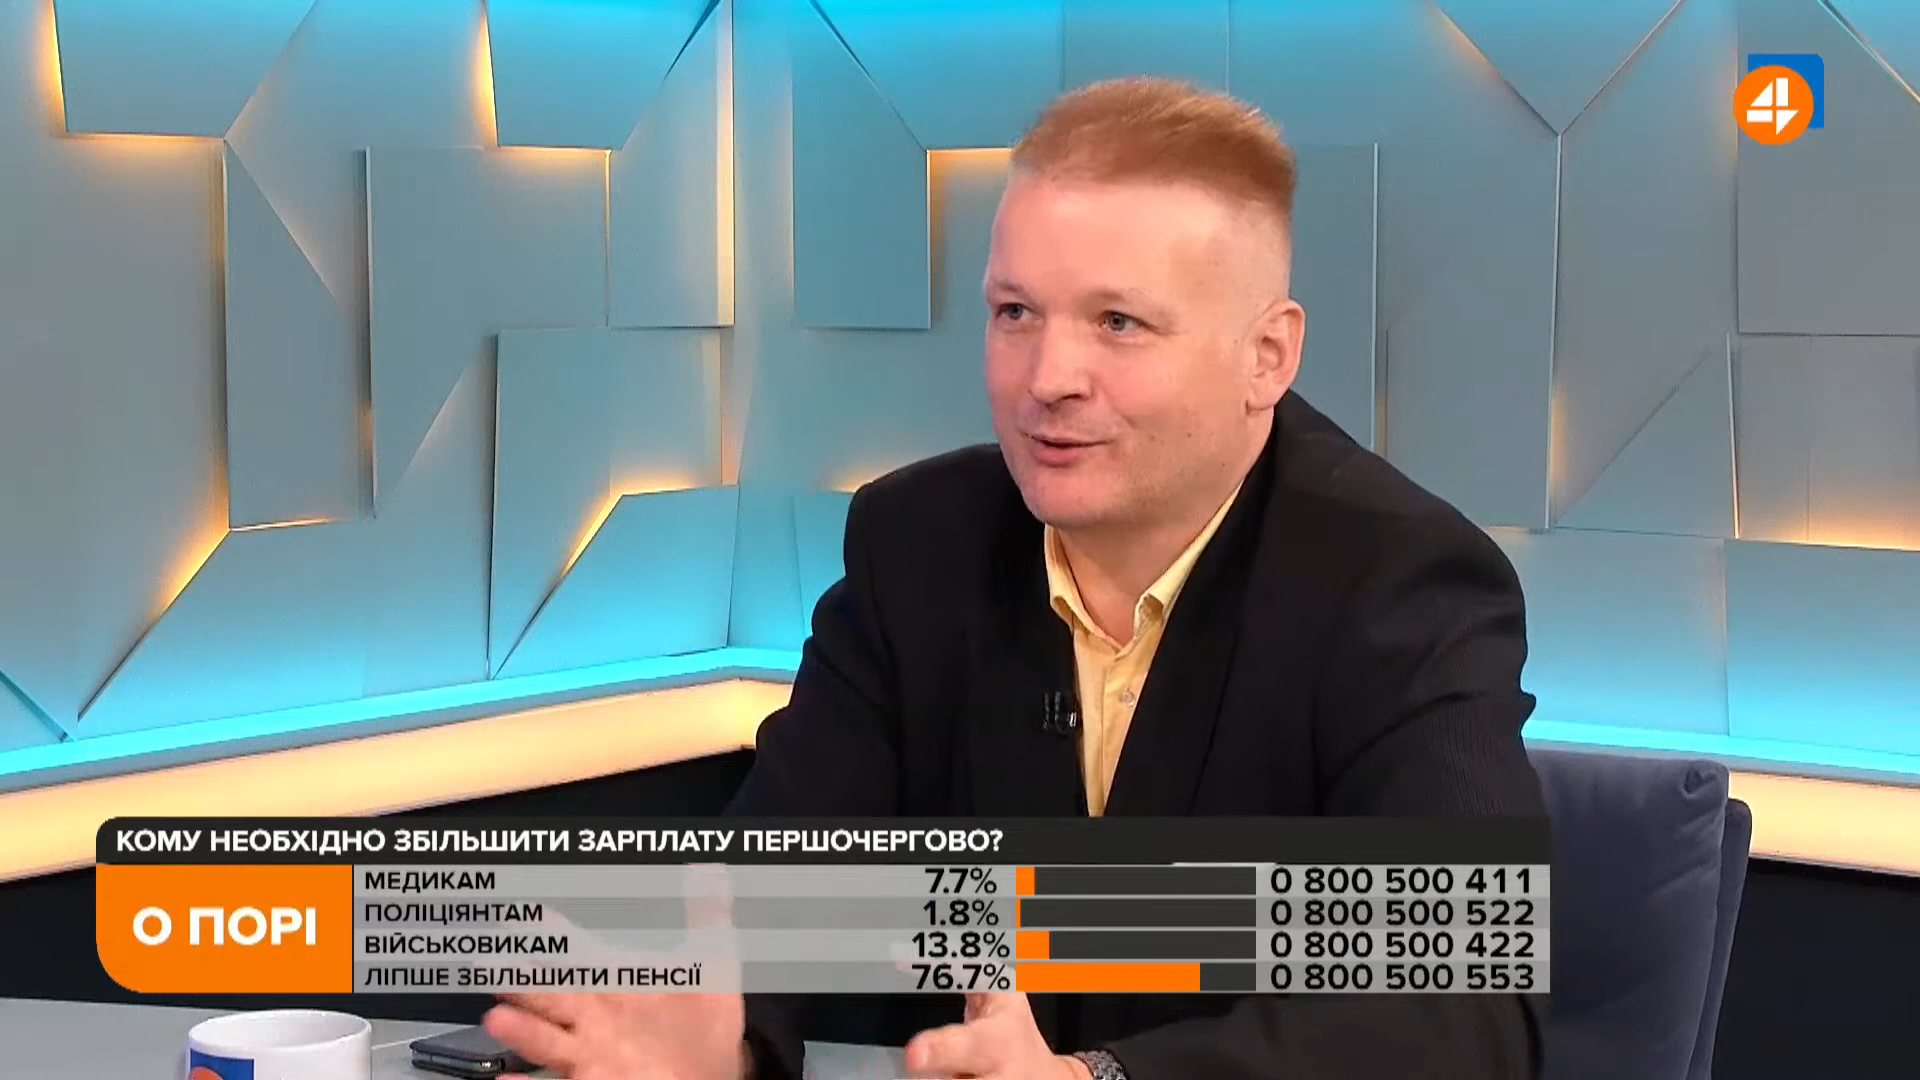 4
КОМУ НЕОБХІДНО ЗБІЛЬШИТИ ЗАРПЛАТУ ПЕРШОЧЕРГОВО?
О ПОРІ
МЕДИКАМ 7.7% 0 800 500 411
ПОЛІЦІЯНТАМ 1.8% 0 800 500 522
ВІЙСЬКОВИКАМ 13.8% 0 800 500 422
ЛІПШЕ ЗБІЛЬШИТИ ПЕНСІЇ 76.7% 0 800 500 553